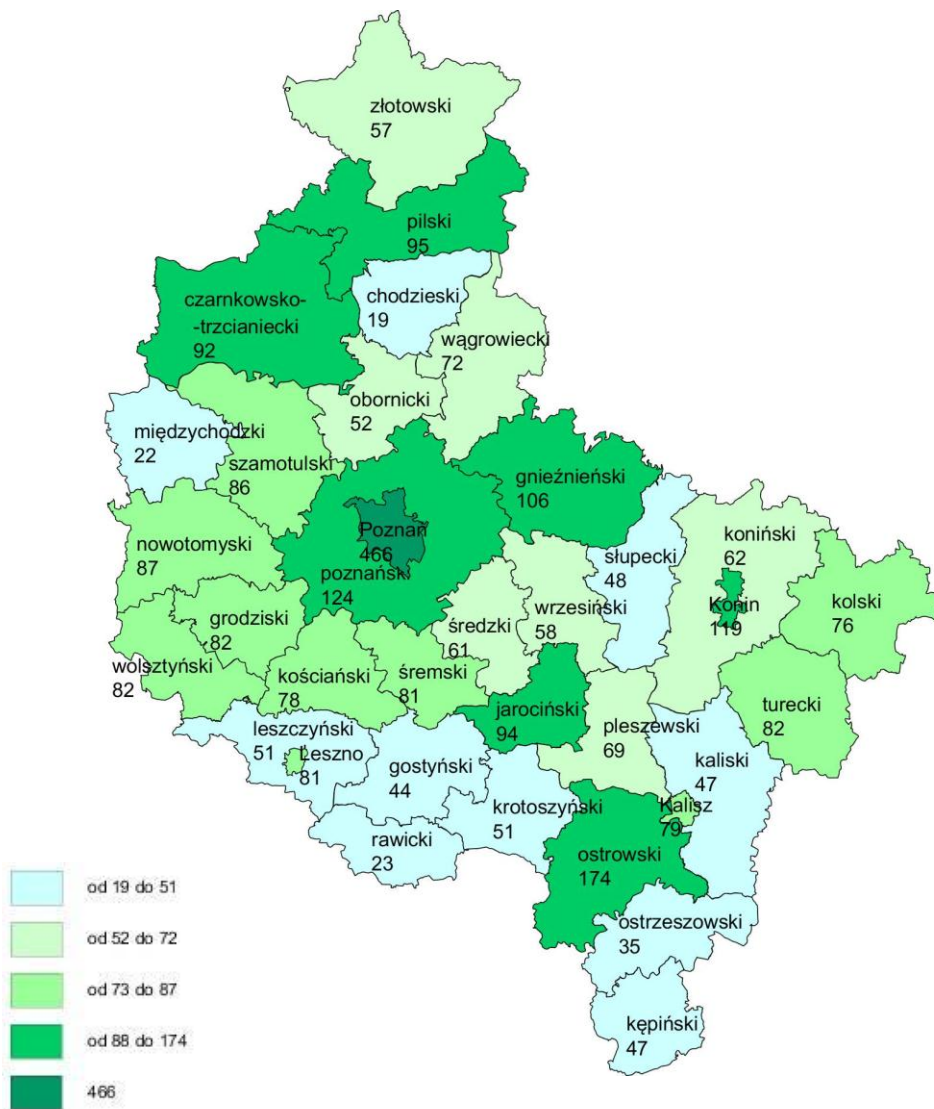 złotowski
57
pilski
95
chodzieski
19
czarnkowsko-
-trzcianiecki
92
wągrowiecki
72
obornicki
52
międzychodzki
22
szamotulski
86
gnieźnieński
106
Poznań
466
poznański
124
nowotomyski
87
słupecki
48
koniński
62
Konin
119
kolski
76
grodziski
82
średzki
61
wrzesiński
58
wolsztyński
82
kościański
78
śremski
81
jarociński
94
pleszewski
69
turecki
82
leszczyński
51
Leszno
81
gostyński
44
kaliski
47
krotoszyński
51
Kalisz
79
rawicki
23
ostrowski
174
ostrzeszowski
35
kępiński
47
od 19 do 51
od 52 do 72
od 73 do 87
od 88 do 174
466